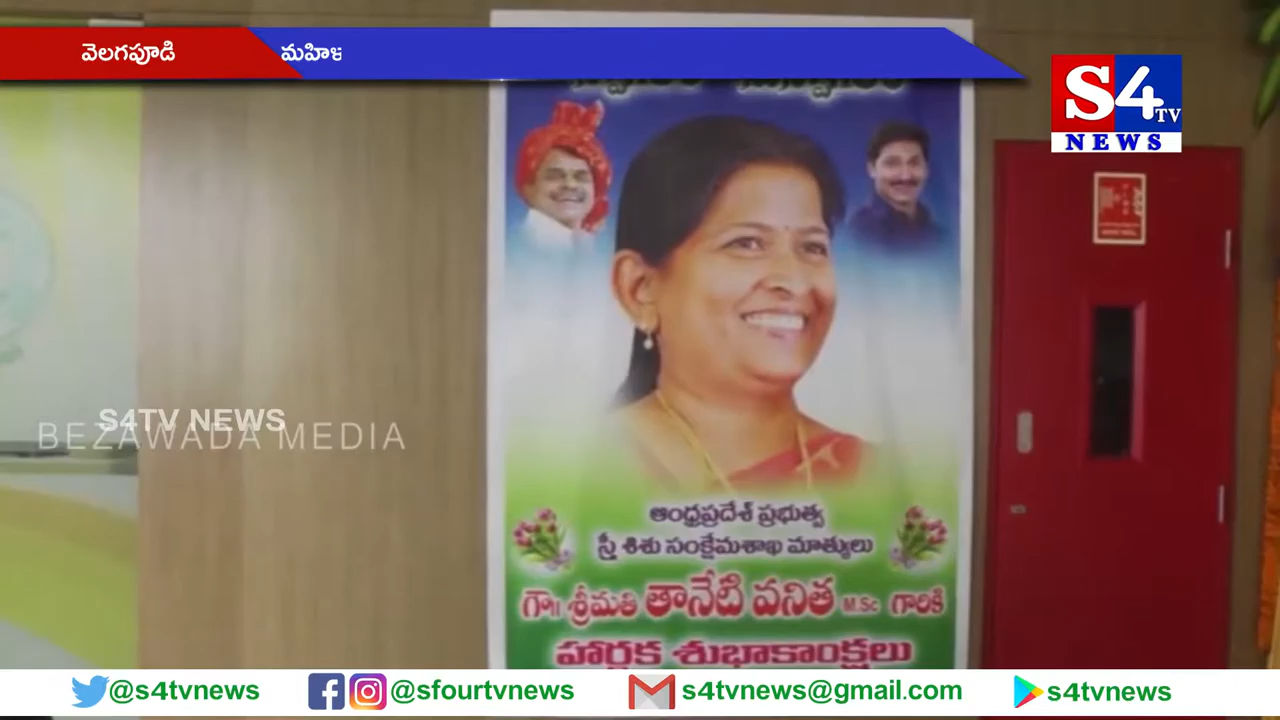 వెలగపూడి
మహిళ
S4
TV
NEWS
S4TV NEWS
BEZAWADA MEDIA
ఆంధ్రప్రదేశ్ ప్రభుత్వ
స్త్రీ శిశు సంక్షేమశాఖ మాత్యులు
గౌ|| శ్రీమతి తానేటి వనిత M.Sc గారికి
హార్దిక శుభాకాంక్షలు
@s4tvnews
@sfourtvnews
s4tvnews@gmail.com
s4tvnews